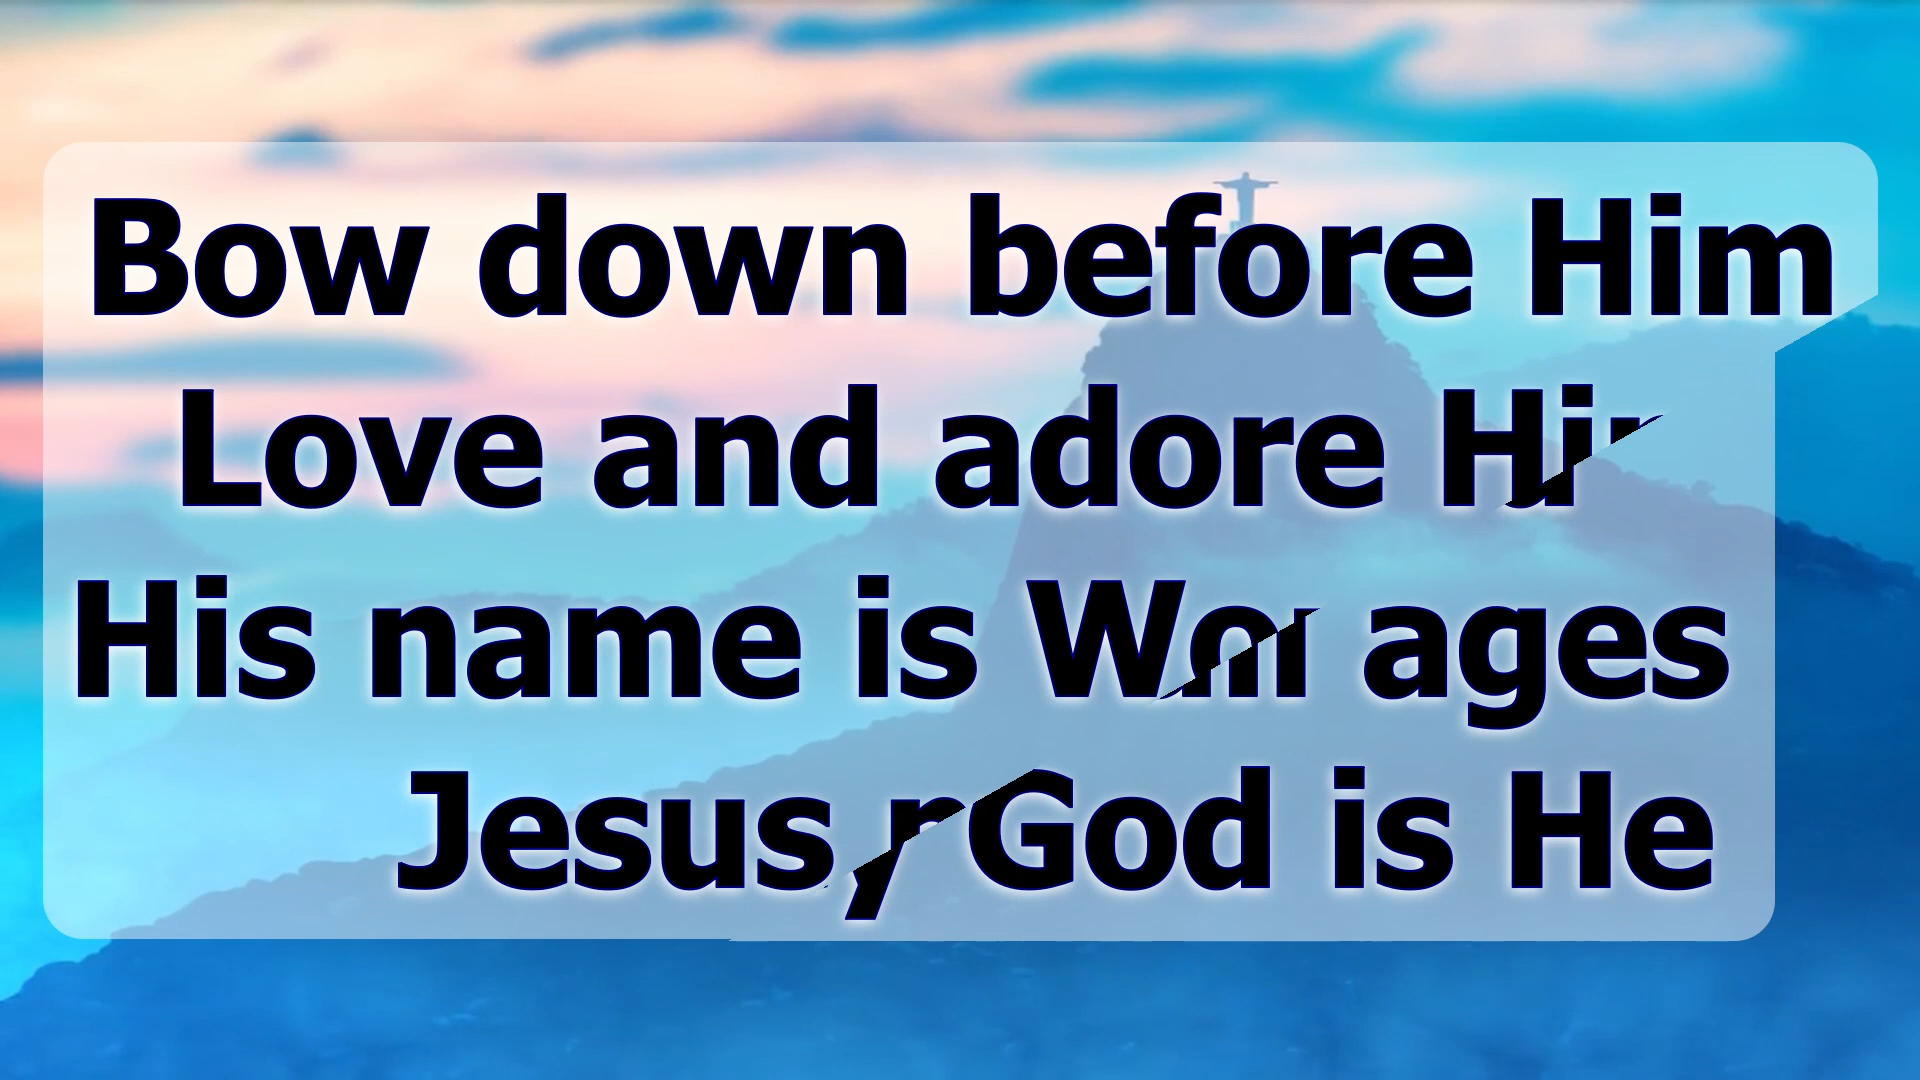 Bow down before Him
Love and adore
His name is ages
Jesus, God is He